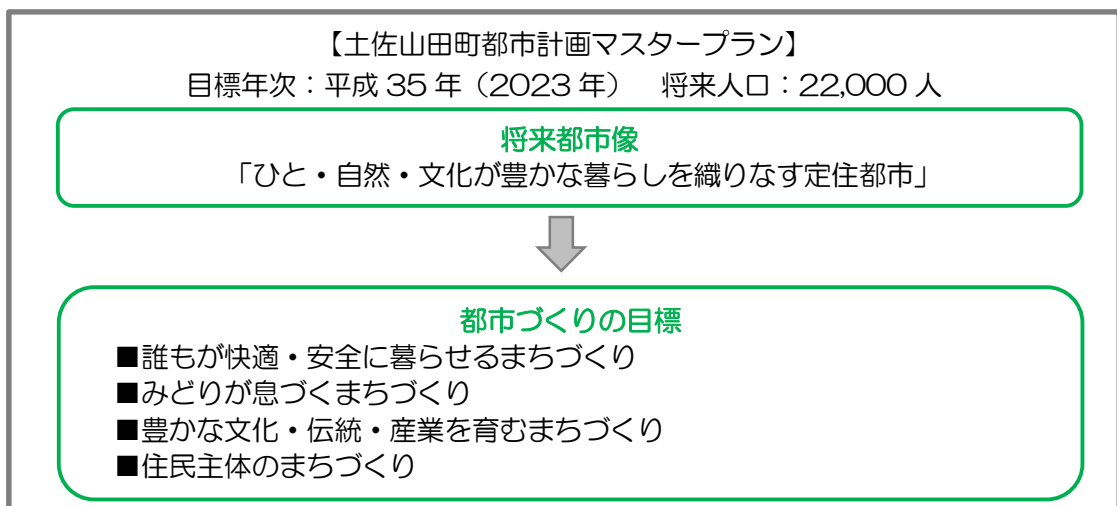 【土佐山田町都市計画マスタープラン】
目標年次：平成 35 年（2023 年）　将来人口：22,000 人
将来都市像
「ひと・自然・文化が豊かな暮らしを織りなす定住都市」
都市づくりの目標
■誰もが快適・安全に暮らせるまちづくり
■みどりが息づくまちづくり
■豊かな文化・伝統・産業を育むまちづくり
■住民主体のまちづくり